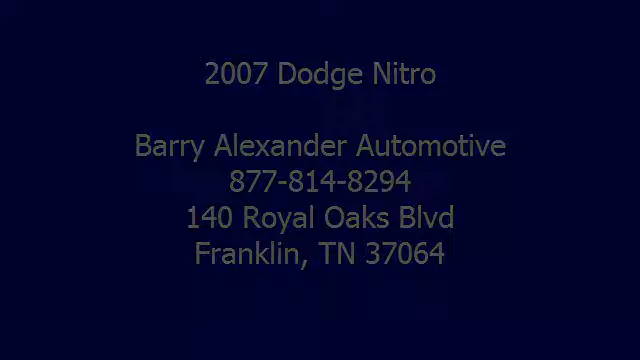 2007 Dodge Nitro
Barry Alexander Automotive
877-814-8294
140 Royal Oaks Blvd
Franklin, TN 37064